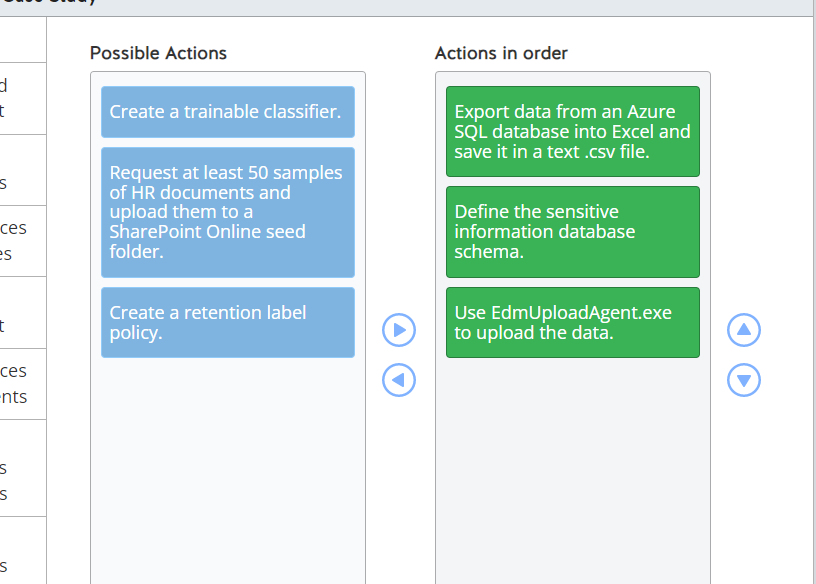 Possible Actions
Actions in order
Create a trainable classifier.
Request at least 50 samples
of HR documents and
upload them to a
SharePoint Online seed
folder.
Create a retention label
policy.
Export data from an Azure
SQL database into Excel and
save it in a text .csv file.
Define the sensitive
information database
schema.
Use EdmUploadAgent.exe
to upload the data.